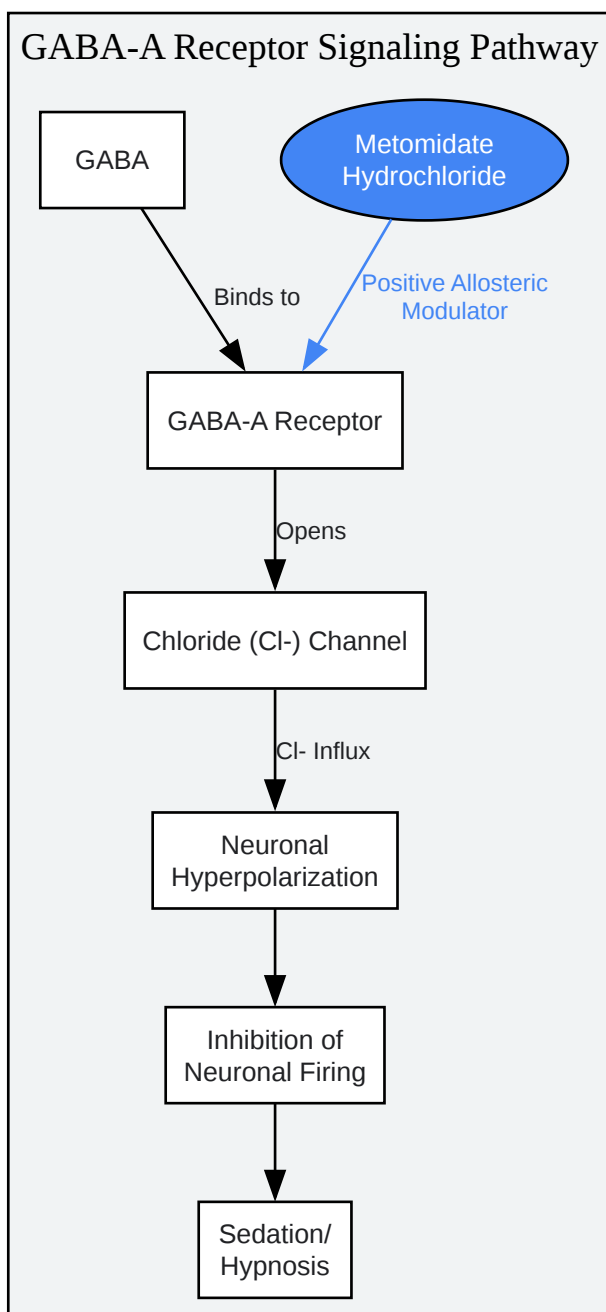 GABA-A Receptor Signaling Pathway
GABA
Metomidate
Hydrochloride
Binds to
Positive Allosteric
Modulator
GABA-A Receptor
Opens
Chloride (Cl-) Channel
Cl- Influx
Neuronal
Hyperpolarization
Inhibition of
Neuronal Firing
Sedation/
Hypnosis